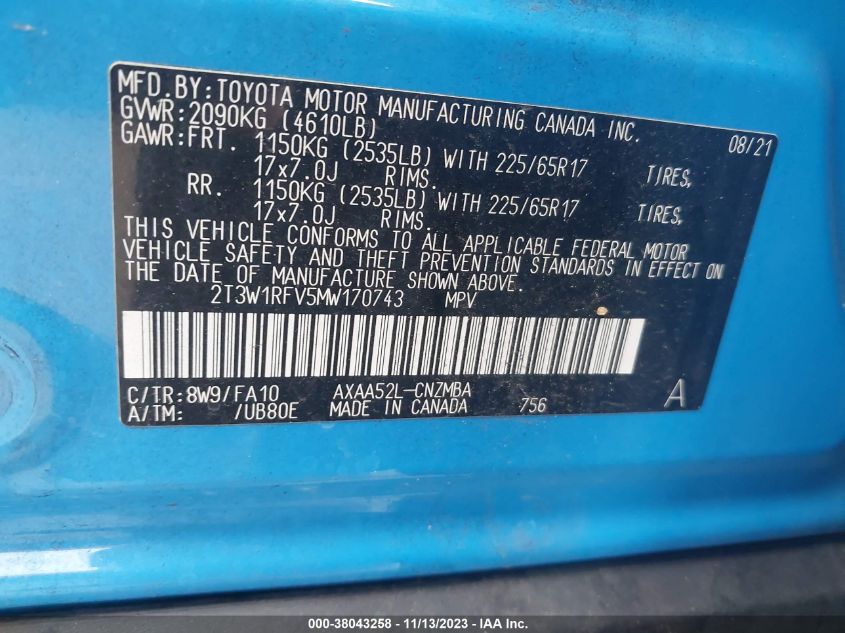 MFD. BY: TOYOTA MOTOR MANUFACTURING CANADA INC. 08/21
GVWR: 2090KG (4610LB)
GAWR: FRT. 1150KG (2535LB) WITH 225/65R17 TIRES,
17x7.0J RIMS.
RR. 1150KG (2535LB) WITH 225/65R17 TIRES,
17x7.0J RIMS.
THIS VEHICLE CONFORMS TO ALL APPLICABLE FEDERAL MOTOR
VEHICLE SAFETY AND THEFT PREVENTION STANDARDS IN EFFECT ON
THE DATE OF MANUFACTURE SHOWN ABOVE.
2T3W1RFV5MW170743 MPV
C/TR: 8W9/FA10 AXAA52L-CNZMBA
A/TM: /UB80E MADE IN CANADA 756 A
000-38043258 - 11/13/2023 - IAA Inc.